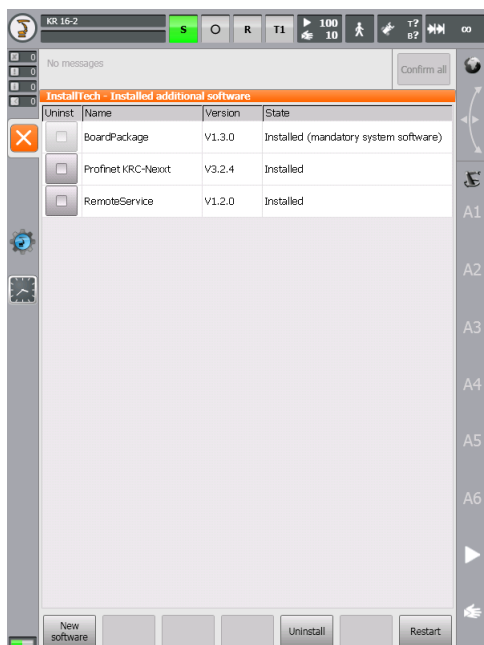 KR 16-2
S
O
R
T1
100
10
T?
B?
∞
0
0
0
0
No messages
Confirm all
InstallTech - Installed additional software
Uninst Name Version State
BoardPackage V1.3.0 Installed (mandatory system software)
Profinet KRC-Nexxt V3.2.4 Installed
RemoteService V1.2.0 Installed
A1
A2
A3
A4
A5
A6
New
software
Uninstall
Restart